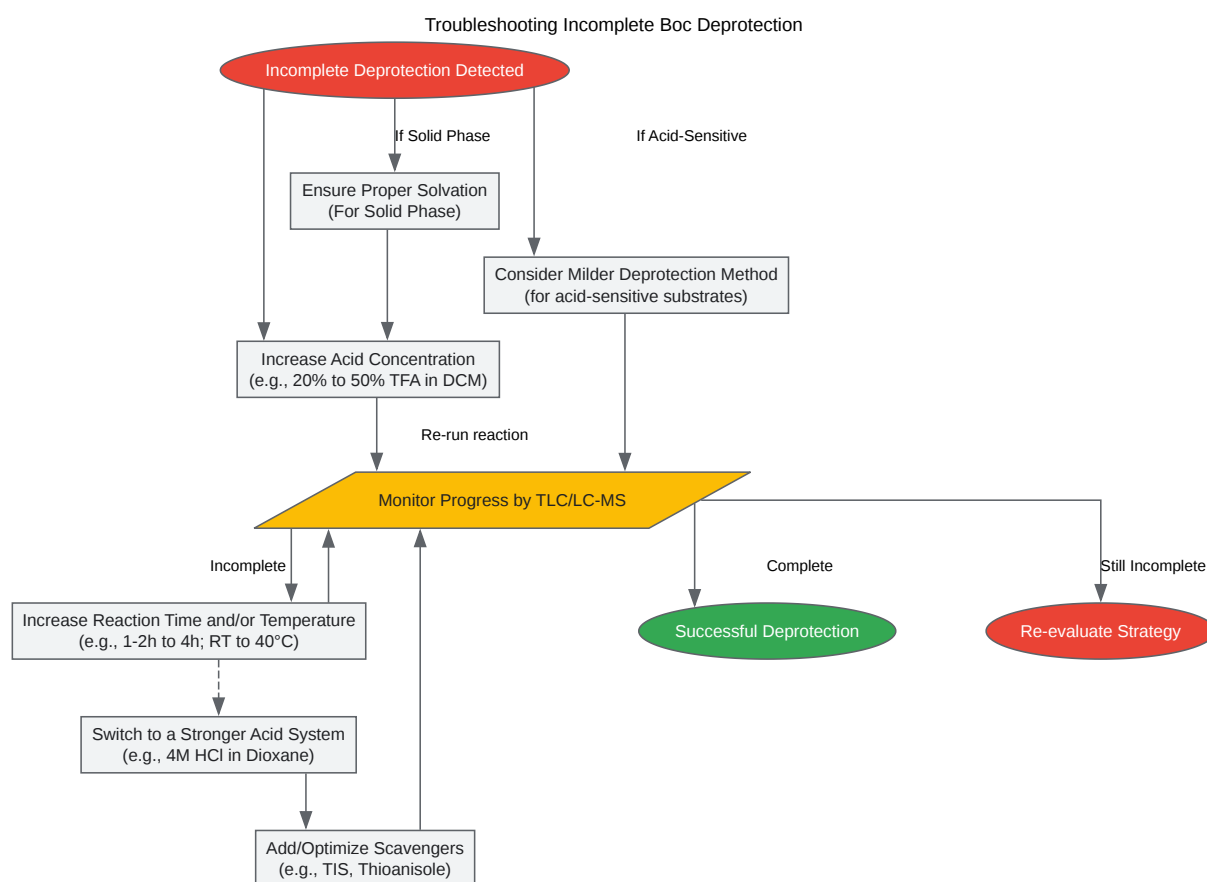 Troubleshooting Incomplete Boc Deprotection
Incomplete Deprotection Detected
If Solid Phase
If Acid-Sensitive
Ensure Proper Solvation
(For Solid Phase)
Consider Milder Deprotection Method
(for acid-sensitive substrates)
Increase Acid Concentration
(e.g., 20% to 50% TFA in DCM)
Re-run reaction
Monitor Progress by TLC/LC-MS
Incomplete
Complete
Still Incomplete
Increase Reaction Time and/or Temperature
(e.g., 1-2h to 4h; RT to 40°C)
Successful Deprotection
Re-evaluate Strategy
Switch to a Stronger Acid System
(e.g., 4M HCl in Dioxane)
Add/Optimize Scavengers
(e.g., TIS, Thioanisole)